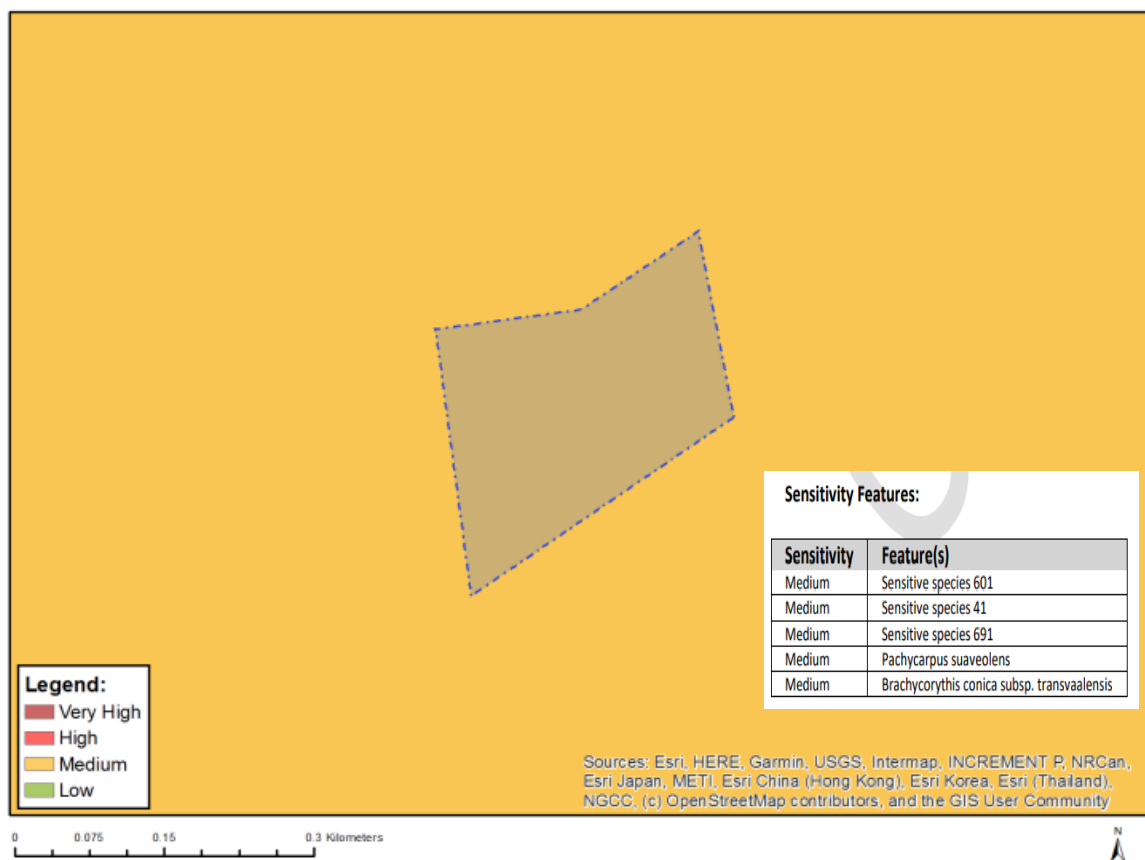 Sensitivity Features:
Sensitivity Feature(s)
Medium Sensitive species 601
Medium Sensitive species 41
Medium Sensitive species 691
Medium Pachycarpus suaveolens
Medium Brachycorythis conica subsp. transvaalensis
Legend:
Very High
High
Medium
Low
Sources: Esri, HERE, Garmin, USGS, Intermap, INCREMENT P, NRCan,
Esri Japan, METI, Esri China (Hong Kong), Esri Korea, Esri (Thailand),
NGCC, (c) OpenStreetMap contributors, and the GIS User Community
0 0.075 0.15 0.3 Kilometers
N